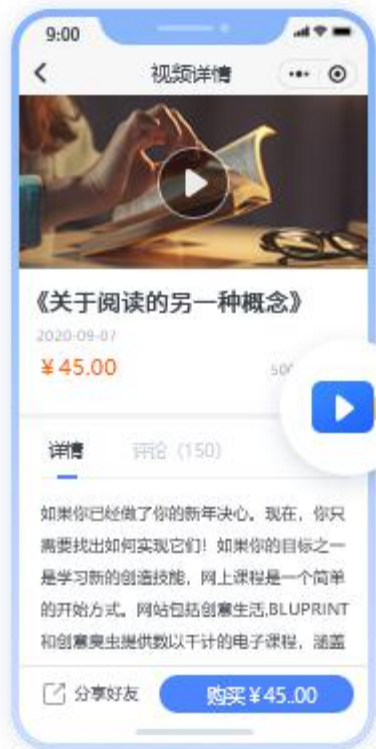 9:00
视频详情
《关于阅读的另一种概念》
2020-09-07
￥45.00
500
详情 评论（150）
如果你已经做了你的新年决心。现在，你只
需要找出如何实现它们！如果你的目标之一
是学习新的创造技能，网上课程是一个简单
的开始方式。网站包括创意生活,BLUPRINT
和创意臭虫提供数以千计的电子课程，涵盖
分享好友 购买￥45..00